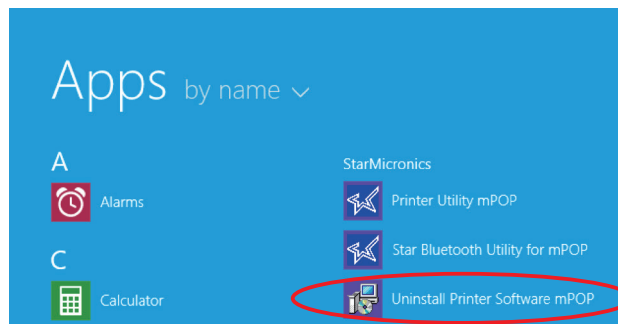 Apps by name
A
Alarms
C
Calculator
StarMicronics
Printer Utility mPOP
Star Bluetooth Utility for mPOP
Uninstall Printer Software mPOP